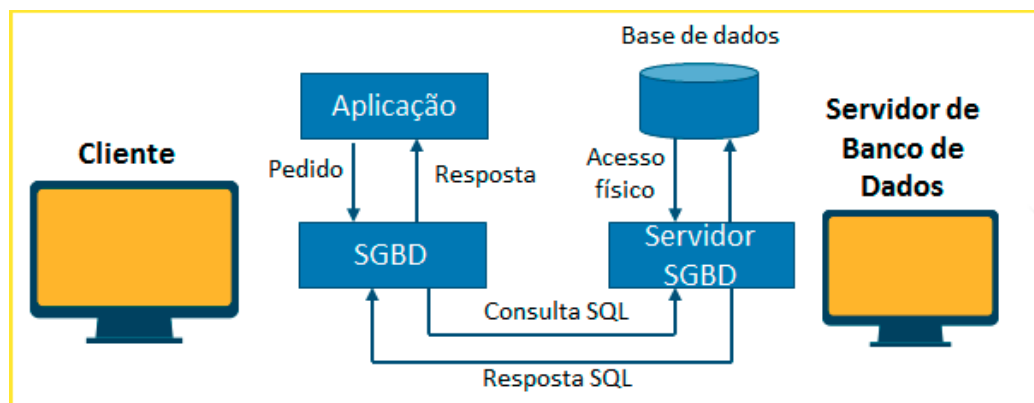 Base de dados
Aplicação
Servidor de
Banco de
Dados
Cliente
Pedido
Resposta
Acesso
físico
SGBD
Servidor
SGBD
Consulta SQL
Resposta SQL